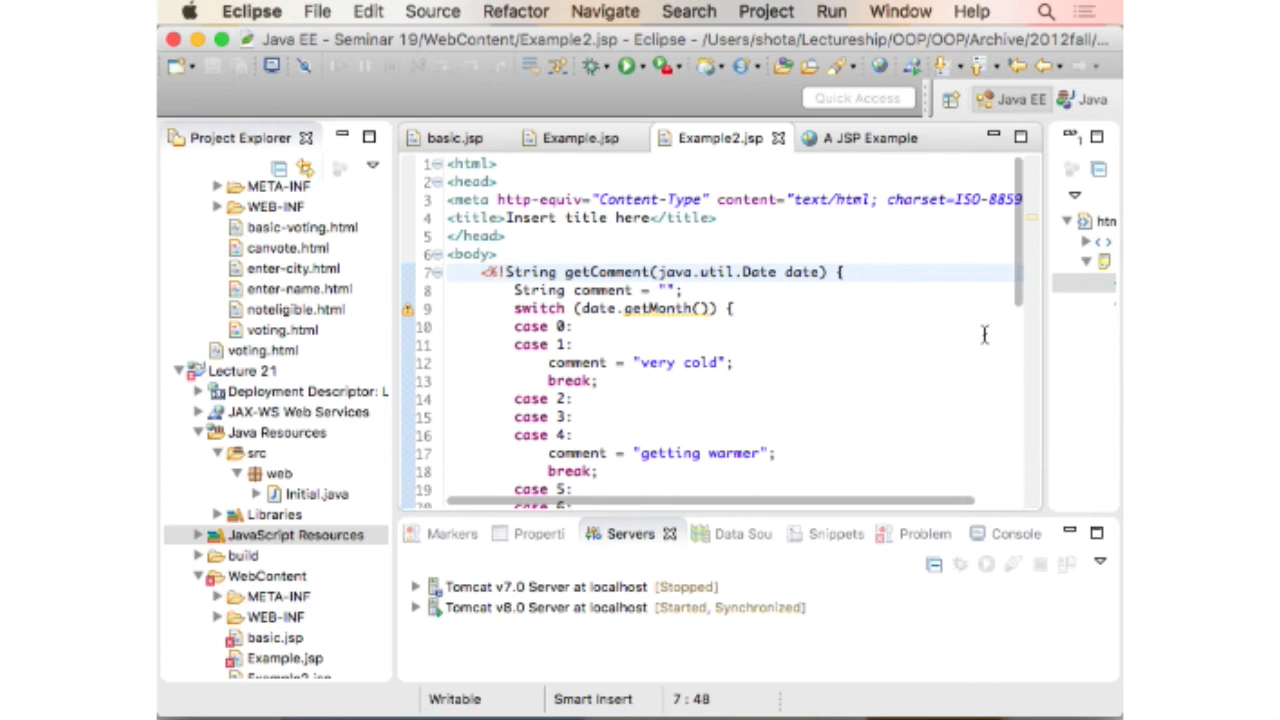 Eclipse File Edit Source Refactor Navigate Search Project Run Window Help
Java EE - Seminar 19/WebContent/Example2.jsp - Eclipse - /Users/shota/Lectureship/OOP/OOP/Archive/2012fall/...
Quick Access
Java EE
Java
Project Explorer
META-INF
WEB-INF
basic-voting.html
canvote.html
enter-city.html
enter-name.html
noteligible.html
voting.html
voting.html
Lecture 21
Deployment Descriptor: L
JAX-WS Web Services
Java Resources
src
web
Initial.java
Libraries
JavaScript Resources
build
WebContent
META-INF
WEB-INF
basic.jsp
Example.jsp
Example2.jsp
basic.jsp Example.jsp Example2.jsp A JSP Example
1 <html>
2 <head>
3 <meta http-equiv="Content-Type" content="text/html; charset=ISO-8859
4 <title>Insert title here</title>
5 </head>
6 <body>
7 <%!String getComment(java.util.Date date) {
8 String comment = "";
9 switch (date.getMonth()) {
10 case 0:
11 case 1:
12 comment = "very cold";
13 break;
14 case 2:
15 case 3:
16 case 4:
17 comment = "getting warmer";
18 break;
19 case 5:
20 case 6:
htn
Markers Properti Servers Data Sou Snippets Problem Console
Tomcat v7.0 Server at localhost [Stopped]
Tomcat v8.0 Server at localhost [Started, Synchronized]
Writable Smart Insert 7 : 48